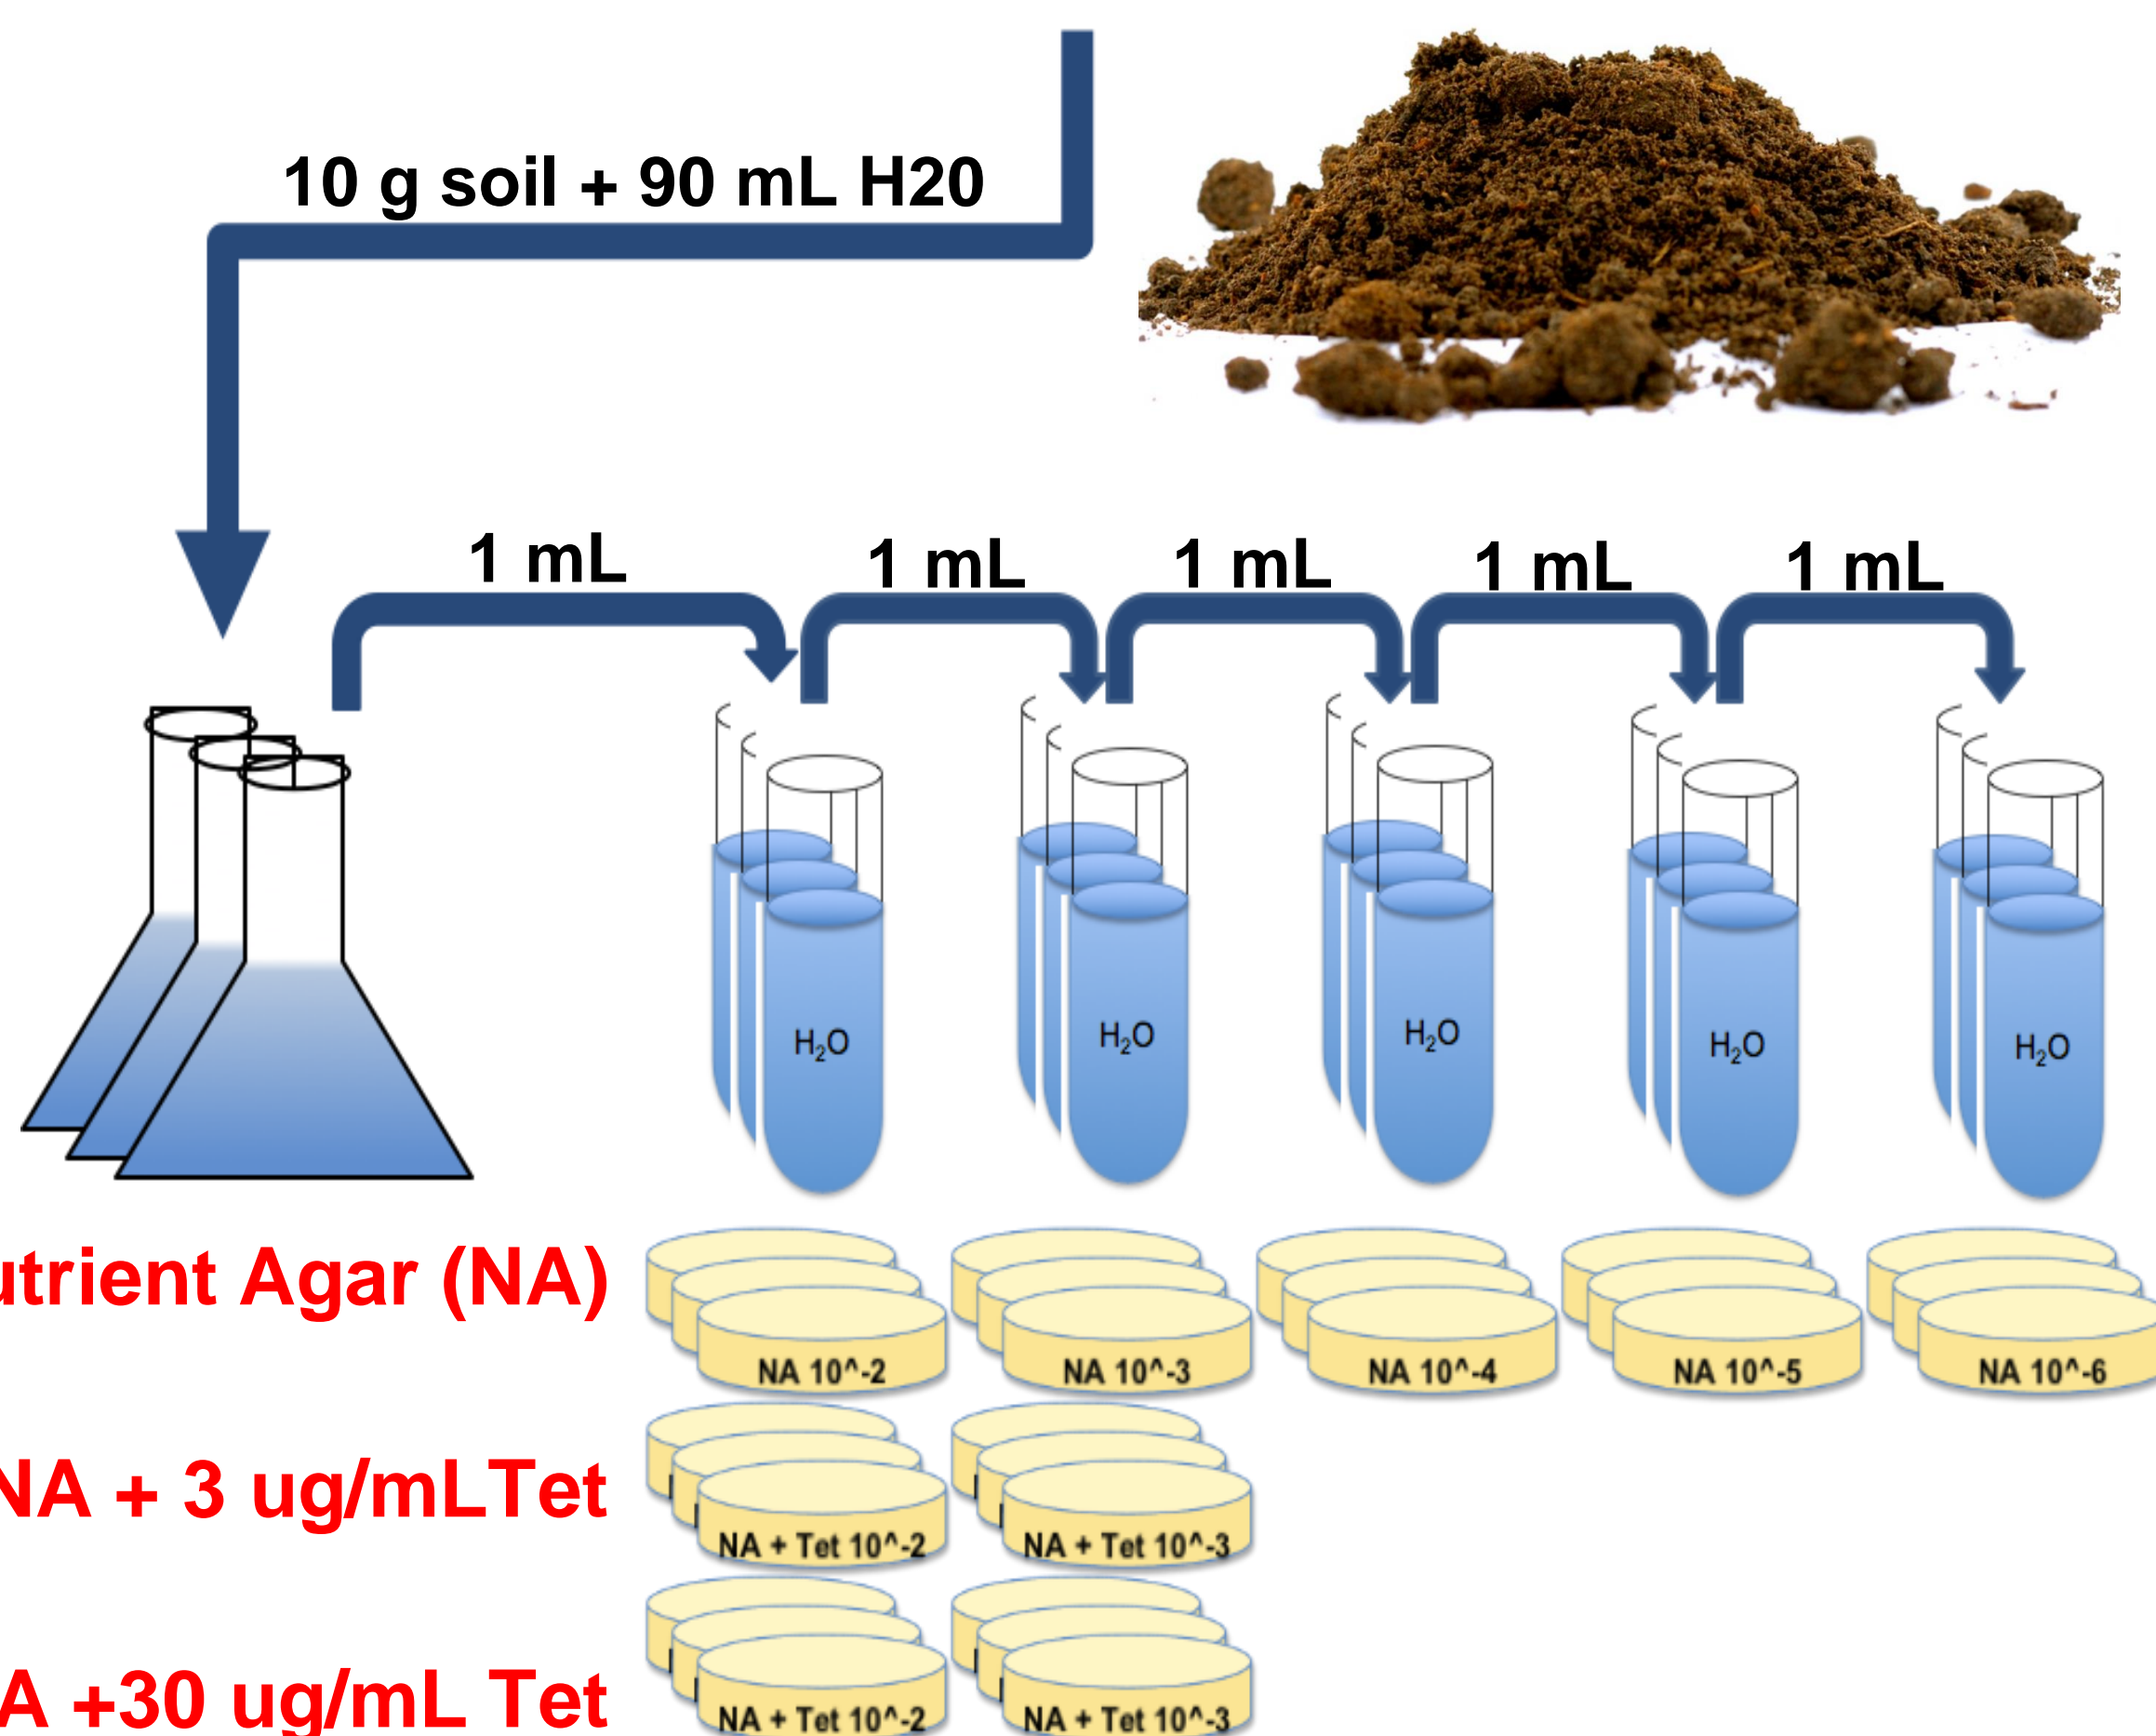 10 g soil + 90 mL H20
1 mL
1 mL
1 mL
1 mL
1 mL
H₂O
H₂O
H₂O
H₂O
H₂O
utrient Agar (NA)
NA 10^-2
NA 10^-3
NA 10^-4
NA 10^-5
NA 10^-6
NA + 3 ug/mLTet
NA + Tet 10^-2
NA + Tet 10^-3
A +30 ug/mL Tet
NA + Tet 10^-2
NA + Tet 10^-3